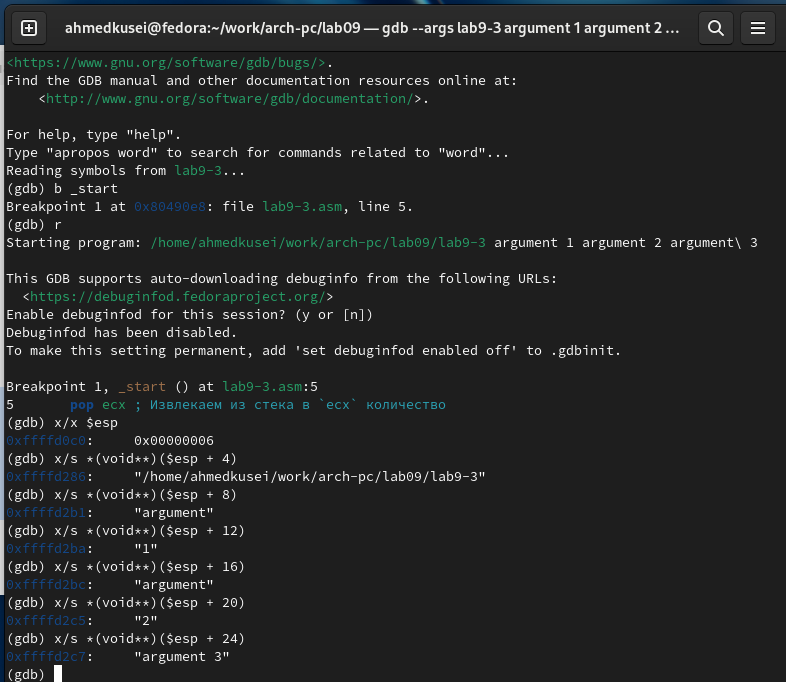 ahmedkusei@fedora:~/work/arch-pc/lab09 — gdb --args lab9-3 argument 1 argument 2 ...
<https://www.gnu.org/software/gdb/bugs/>.
Find the GDB manual and other documentation resources online at:
    <http://www.gnu.org/software/gdb/documentation/>.
For help, type "help".
Type "apropos word" to search for commands related to "word"...
Reading symbols from lab9-3...
(gdb) b _start
Breakpoint 1 at 0x80490e8: file lab9-3.asm, line 5.
(gdb) r
Starting program: /home/ahmedkusei/work/arch-pc/lab09/lab9-3 argument 1 argument 2 argument\ 3
This GDB supports auto-downloading debuginfo from the following URLs:
  <https://debuginfod.fedoraproject.org/>
Enable debuginfod for this session? (y or [n])
Debuginfod has been disabled.
To make this setting permanent, add 'set debuginfod enabled off' to .gdbinit.
Breakpoint 1, _start () at lab9-3.asm:5
5       pop ecx ; Извлекаем из стека в `ecx` количество
(gdb) x/x $esp
0xffffd0c0:     0x00000006
(gdb) x/s *(void**)($esp + 4)
0xffffd286:     "/home/ahmedkusei/work/arch-pc/lab09/lab9-3"
(gdb) x/s *(void**)($esp + 8)
0xffffd2b1:     "argument"
(gdb) x/s *(void**)($esp + 12)
0xffffd2ba:     "1"
(gdb) x/s *(void**)($esp + 16)
0xffffd2bc:     "argument"
(gdb) x/s *(void**)($esp + 20)
0xffffd2c5:     "2"
(gdb) x/s *(void**)($esp + 24)
0xffffd2c7:     "argument 3"
(gdb)